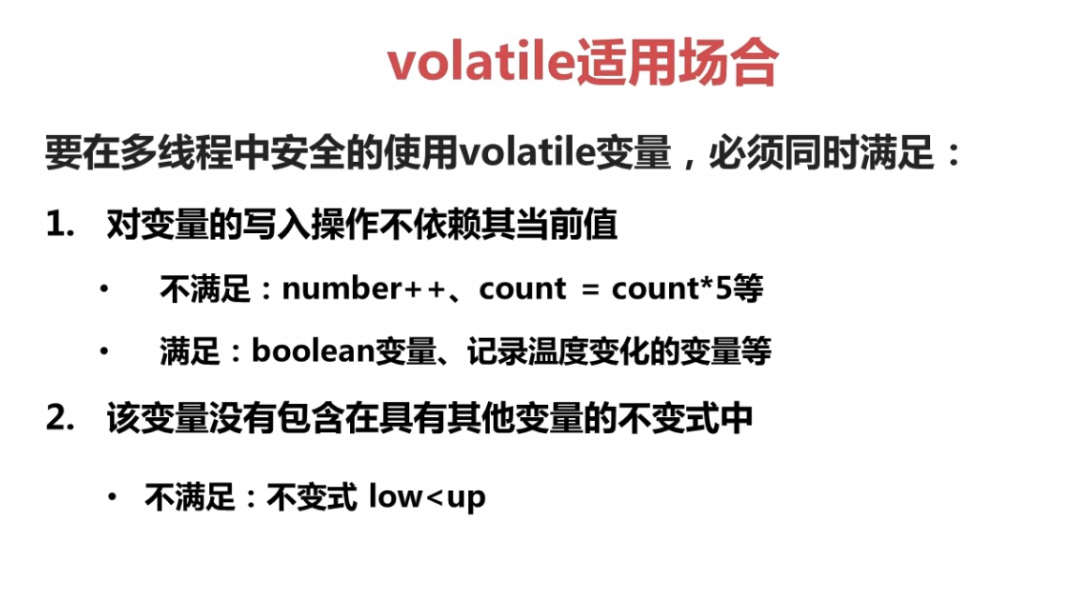 volatile适用场合
要在多线程中安全的使用volatile变量，必须同时满足：
1. 对变量的写入操作不依赖其当前值
• 不满足：number++、count = count*5等
• 满足：boolean变量、记录温度变化的变量等
2. 该变量没有包含在具有其他变量的不变式中
• 不满足：不变式 low<up